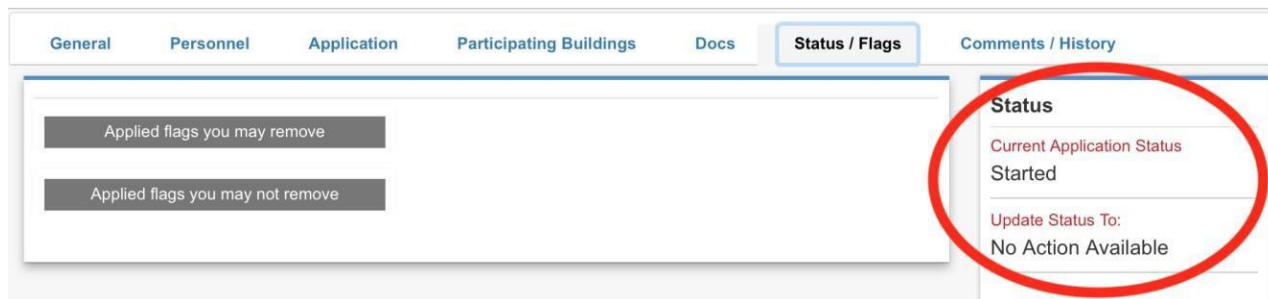 General Personnel Application Participating Buildings Docs Status / Flags Comments / History
Applied flags you may remove
Applied flags you may not remove
Status
Current Application Status
Started
Update Status To:
No Action Available